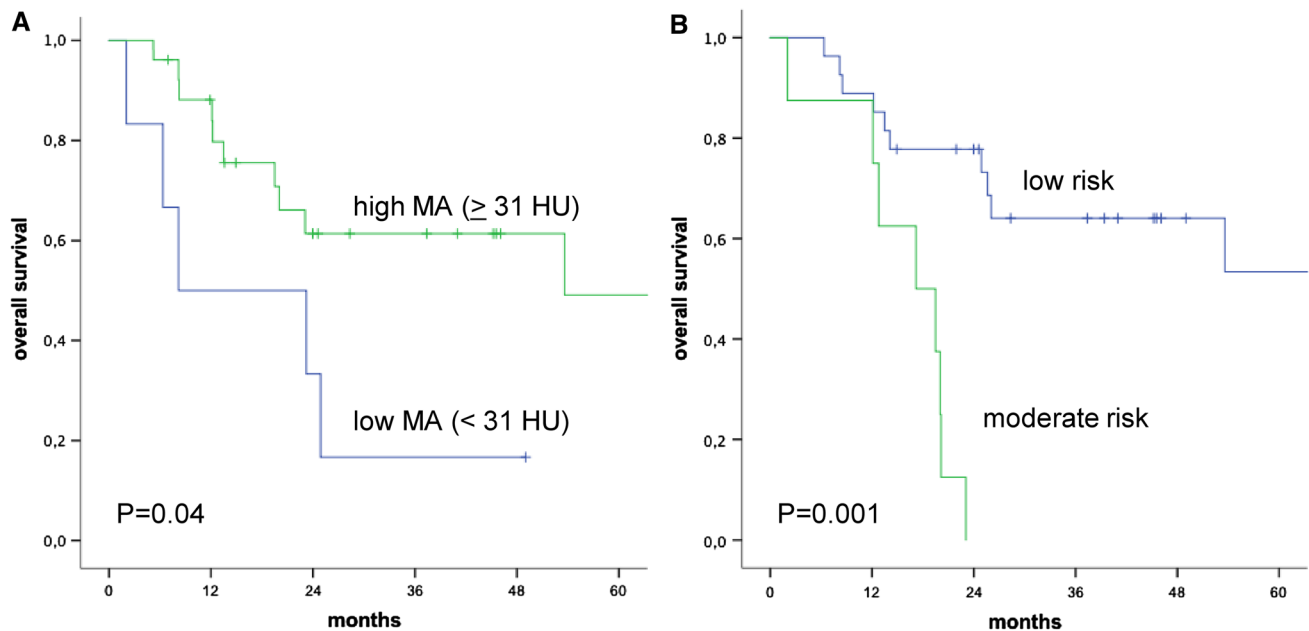 A
1,0
0,8
0,6
0,4
0,2
0,0
overall survival
high MA (≥ 31 HU)
low MA (< 31 HU)
P=0.04
0 12 24 36 48 60
months
B
1,0
0,8
0,6
0,4
0,2
0,0
overall survival
low risk
moderate risk
P=0.001
0 12 24 36 48 60
months